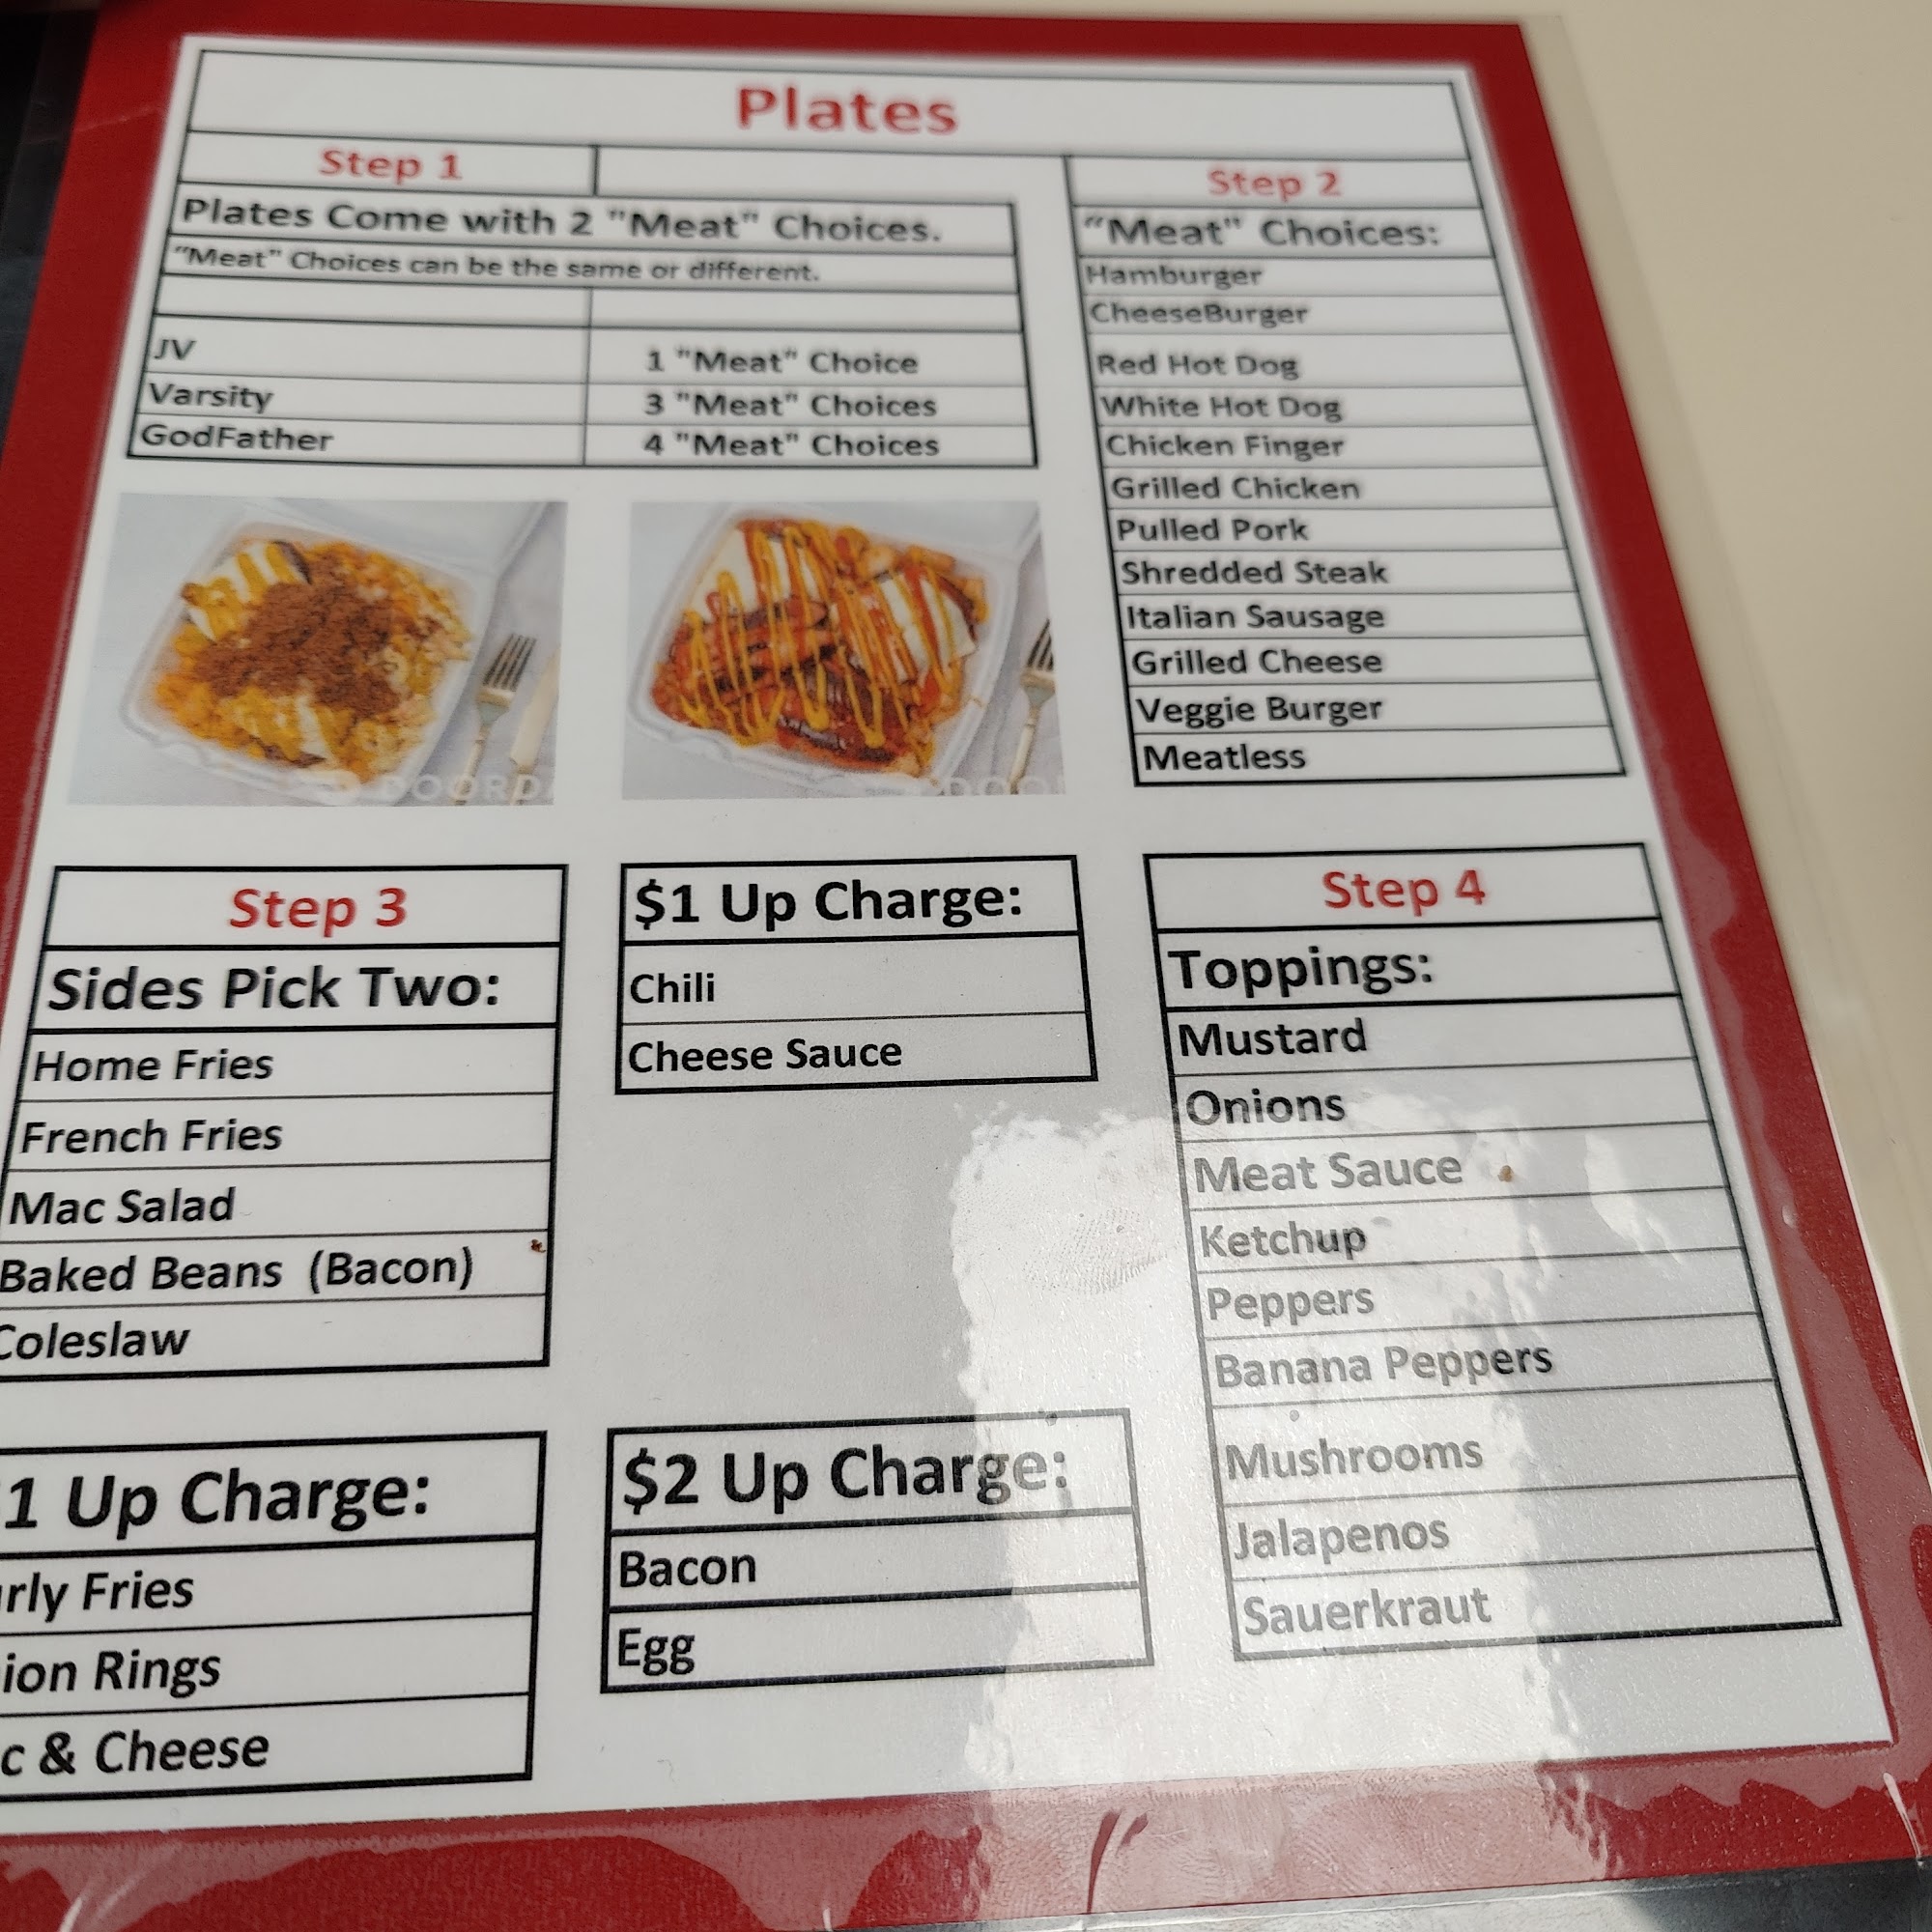 Plates
Step 1
Plates Come with 2 "Meat" Choices.
"Meat" Choices can be the same or different.
JV 1 "Meat" Choice
Varsity 3 "Meat" Choices
GodFather 4 "Meat" Choices
Step 2
"Meat" Choices:
Hamburger
CheeseBurger
Red Hot Dog
White Hot Dog
Chicken Finger
Grilled Chicken
Pulled Pork
Shredded Steak
Italian Sausage
Grilled Cheese
Veggie Burger
Meatless
DOORD
DOO
Step 3
Sides Pick Two:
Home Fries
French Fries
Mac Salad
Baked Beans (Bacon)
Coleslaw
$1 Up Charge:
Chili
Cheese Sauce
Step 4
Toppings:
Mustard
Onions
Meat Sauce
Ketchup
Peppers
Banana Peppers
Mushrooms
Jalapenos
Sauerkraut
1 Up Charge:
rly Fries
ion Rings
c & Cheese
$2 Up Charge:
Bacon
Egg